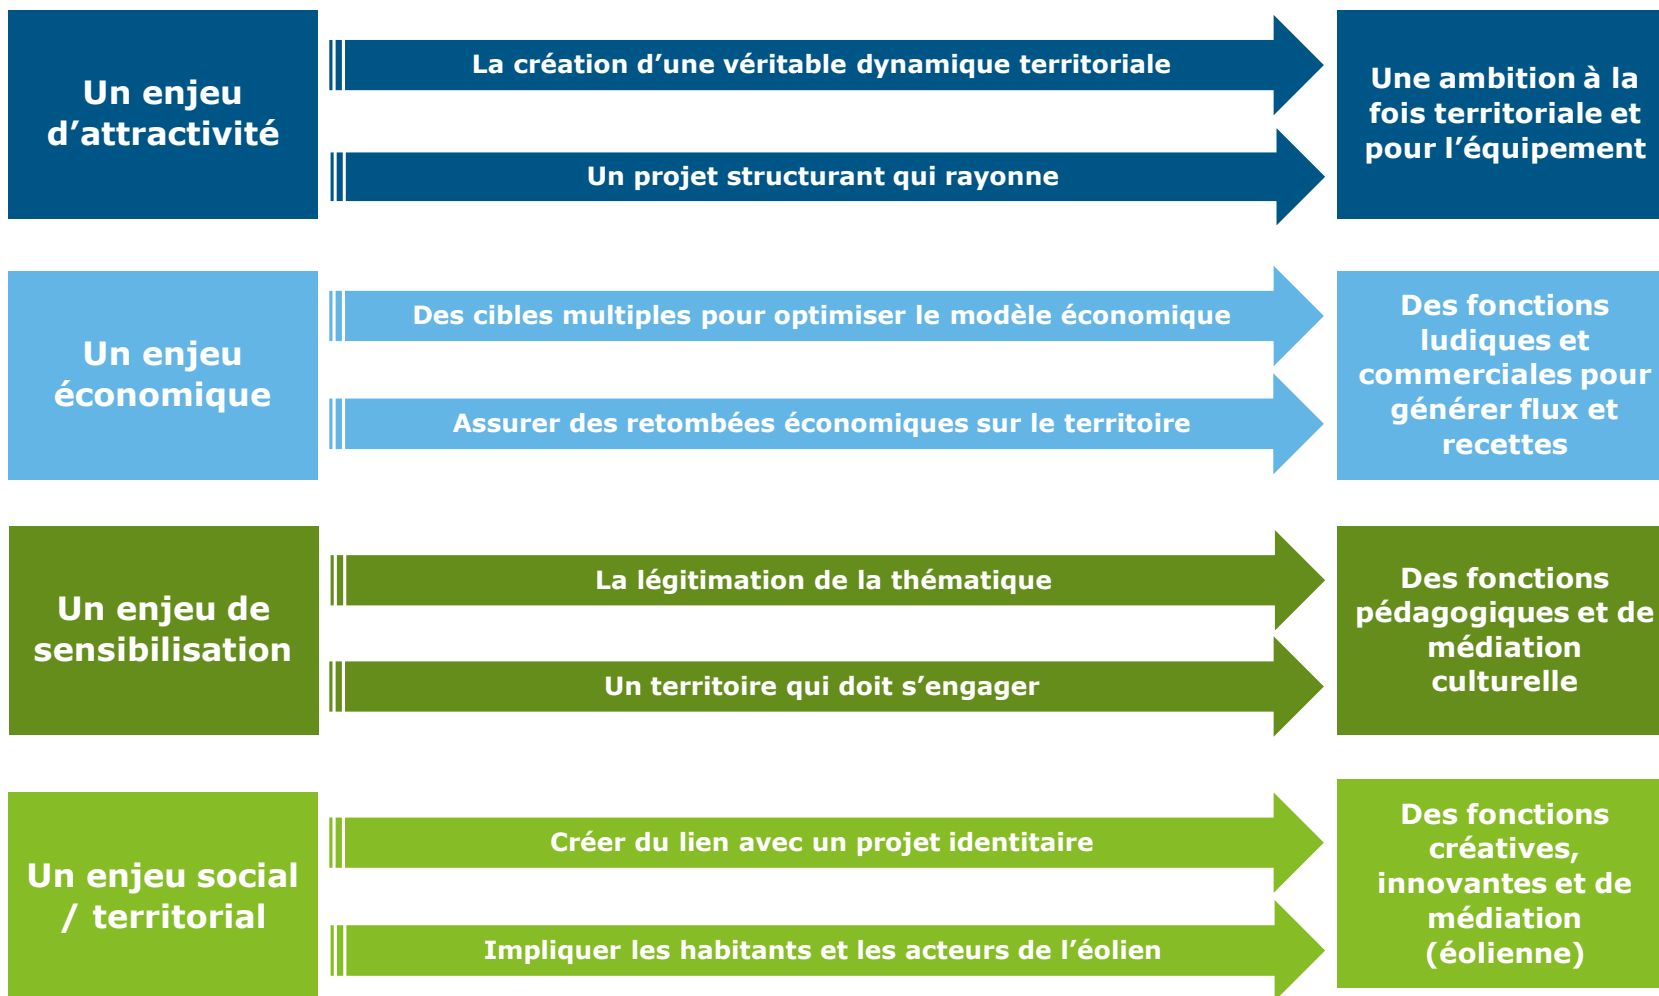 Un enjeu
d’attractivité
La création d’une véritable dynamique territoriale
Un projet structurant qui rayonne
Une ambition à la
fois territoriale et
pour l’équipement
Un enjeu
économique
Des cibles multiples pour optimiser le modèle économique
Assurer des retombées économiques sur le territoire
Des fonctions
ludiques et
commerciales pour
générer flux et
recettes
Un enjeu de
sensibilisation
La légitimation de la thématique
Un territoire qui doit s’engager
Des fonctions
pédagogiques et de
médiation
culturelle
Un enjeu social
/ territorial
Créer du lien avec un projet identitaire
Impliquer les habitants et les acteurs de l’éolien
Des fonctions
créatives,
innovantes et de
médiation
(éolienne)